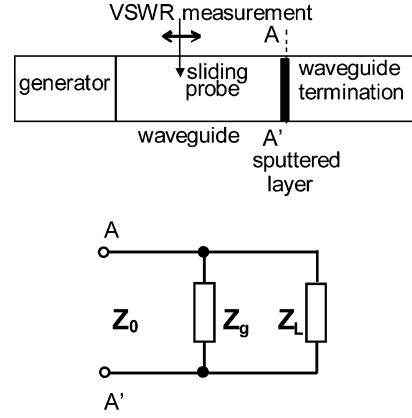 VSWR measurement
A
generator
sliding
probe
waveguide
termination
waveguide
A'
sputtered
layer
A
Z0
Zg
ZL
A'